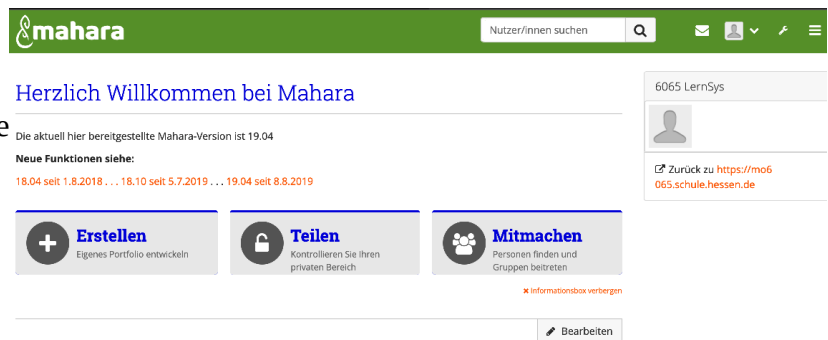 mahara
Nutzer/innen suchen
Herzlich Willkommen bei Mahara
e
Die aktuell hier bereitgestellte Mahara-Version ist 19.04
Neue Funktionen siehe:
18.04 seit 1.8.2018 . . . 18.10 seit 5.7.2019 . . . 19.04 seit 8.8.2019
Erstellen
Eigenes Portfolio entwickeln
Teilen
Kontrollieren Sie Ihren
privaten Bereich
Mitmachen
Personen finden und
Gruppen beitreten
Informationsbox verbergen
Bearbeiten
6065 LernSys
Zurück zu https://mo6
065.schule.hessen.de